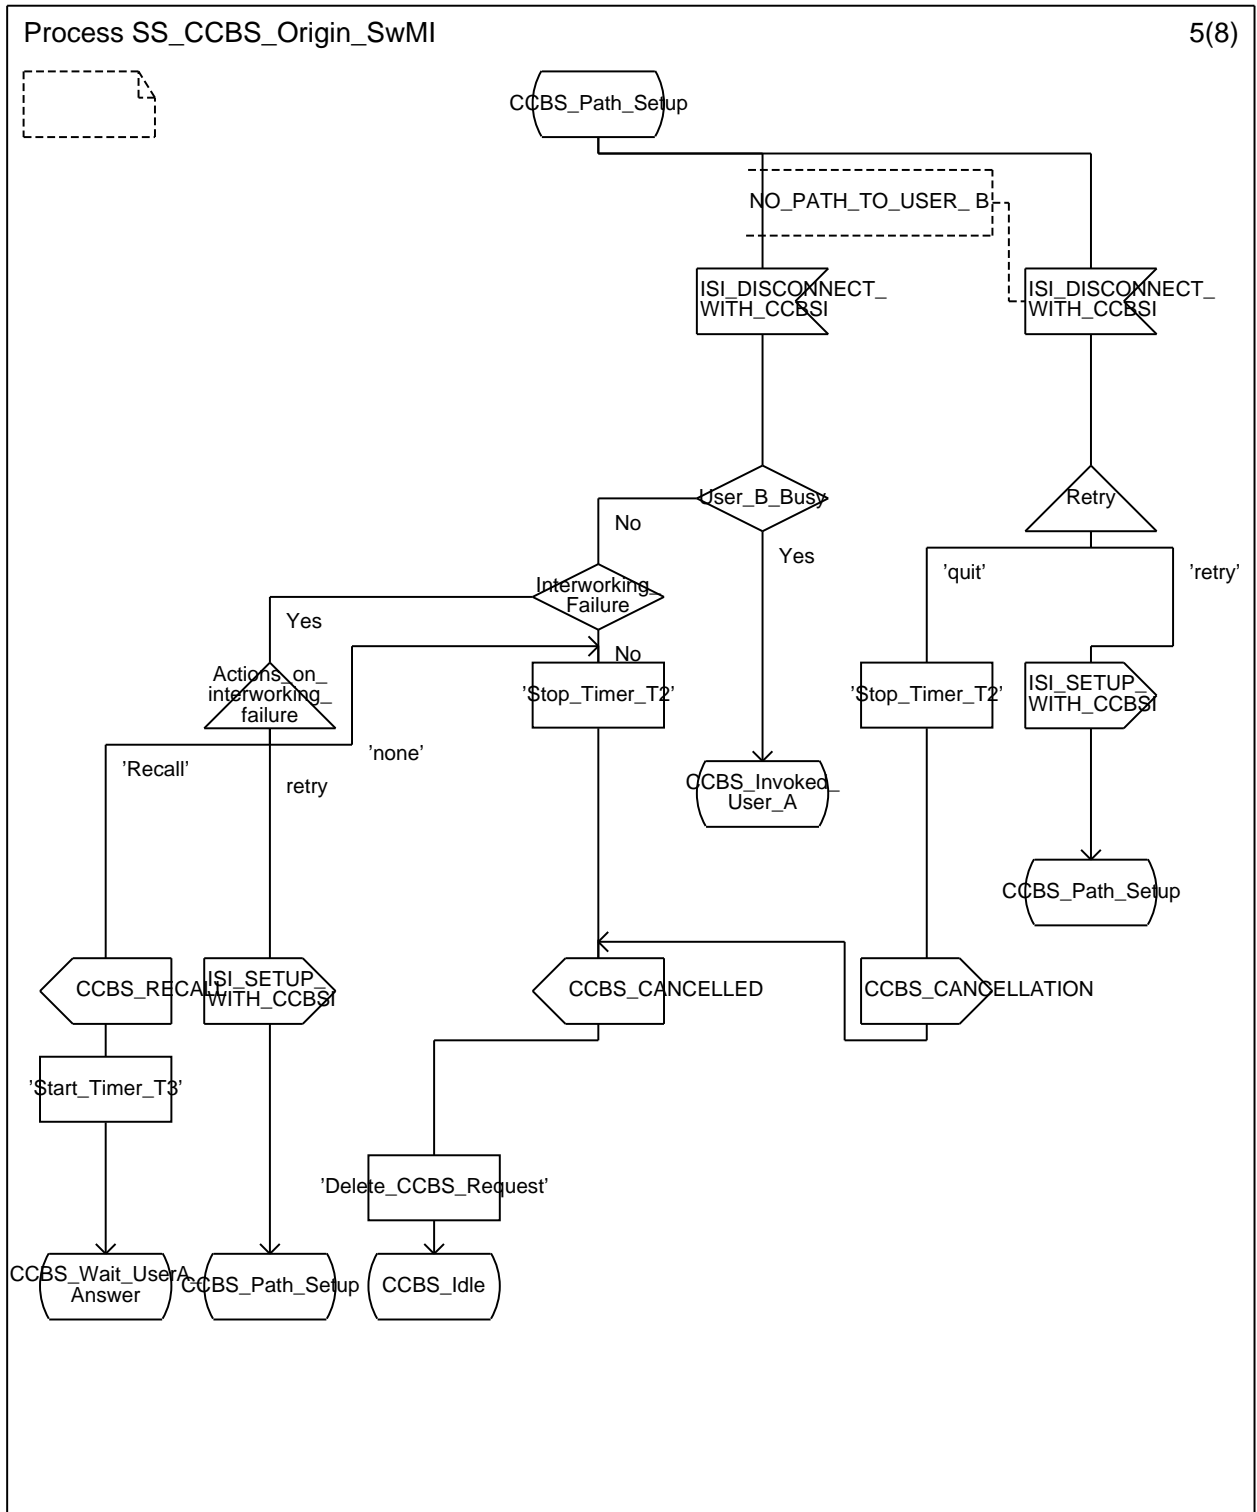 Process SS_CCBS_Origin_SwMI
5(8)
CCBS_Path_Setup
NO_PATH_TO_USER_ B
ISI_DISCONNECT_
WITH_CCBSI
ISI_DISCONNECT_
WITH_CCBSI
User_B_Busy
Retry
No
Yes
'quit'
'retry'
Interworking_
Failure
Yes
No
Actions_on_
interworking_
failure
'Stop_Timer_T2'
'Stop_Timer_T2'
ISI_SETUP_
WITH_CCBSI
'Recall'
retry
'none'
CCBS_Invoked_
User_A
CCBS_Path_Setup
CCBS_RECALL
ISI_SETUP_
WITH_CCBSI
CCBS_CANCELLED
CCBS_CANCELLATION
'Start_Timer_T3'
'Delete_CCBS_Request'
CCBS_Wait_UserA_
Answer
CCBS_Path_Setup
CCBS_Idle